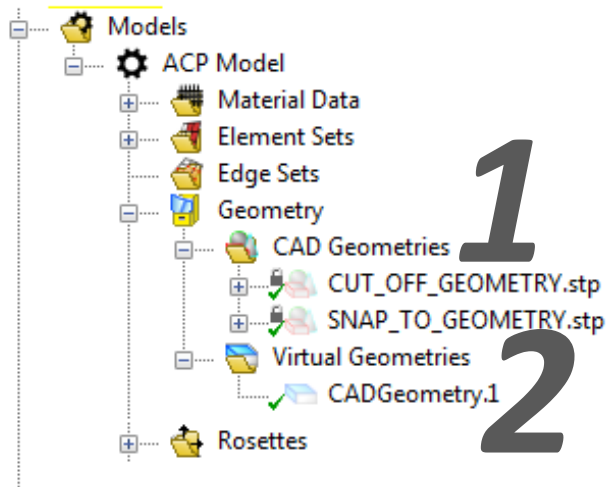 Models
ACP Model
Material Data
Element Sets
Edge Sets
Geometry
1
CAD Geometries
CUT_OFF_GEOMETRY.stp
SNAP_TO_GEOMETRY.stp
2
Virtual Geometries
CADGeometry.1
Rosettes